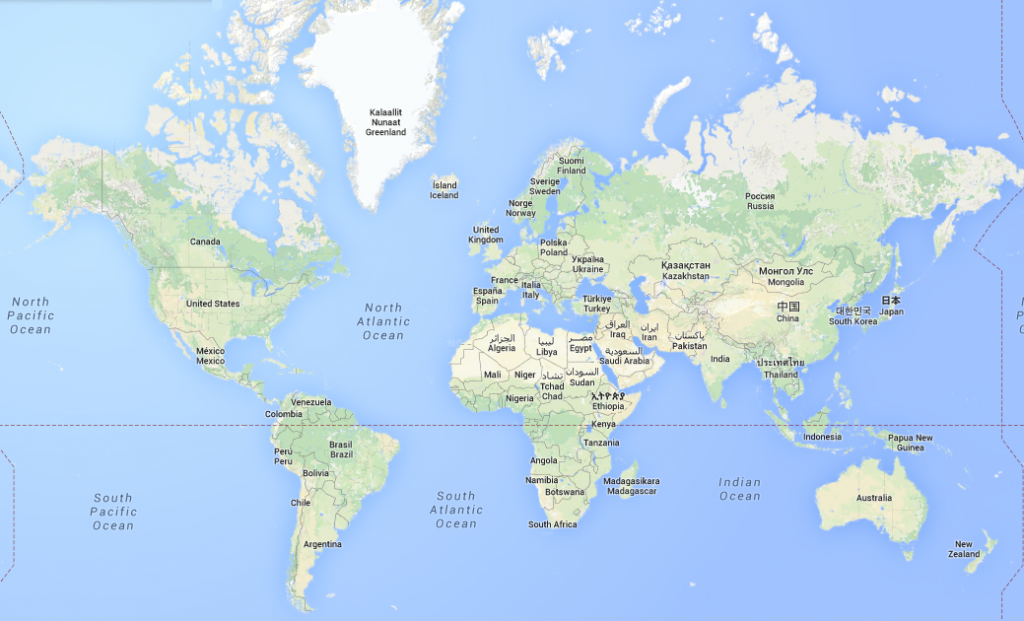 Kalaallit
Nunaat
Greenland
Suomi
Finland
Ísland
Iceland
Sverige
Sweden
Norge
Norway
Россия
Russia
Canada
United
Kingdom
Polska
Poland
Україна
Ukraine
Қазақстан
Kazakhstan
Монгол Улс
Mongolia
North
Pacific
Ocean
United States
North
Atlantic
Ocean
France
España
Spain
Italia
Italy
Türkiye
Turkey
中国
China
대한민국
South Korea
日本
Japan
العراق
Iraq
ایران
Iran
پاکستان
Pakistan
الجزائر
Algeria
ليبيا
Libya
مصر
Egypt
السعودية
Saudi Arabia
India
México
Mexico
Mali
Niger
تشاد
Tchad
Chad
السودان
Sudan
ประเทศไทย
Thailand
Nigeria
ኢትዮጵያ
Ethiopia
Venezuela
Colombia
Kenya
Indonesia
Papua New
Guinea
Perú
Peru
Brasil
Brazil
Tanzania
Bolivia
Angola
Namibia
Botswana
Madagasikara
Madagascar
Indian
Ocean
Australia
South
Pacific
Ocean
Chile
South
Atlantic
Ocean
South Africa
Argentina
New
Zealand